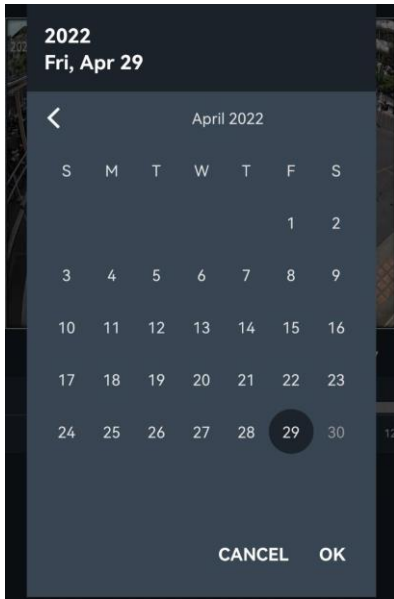 2022
Fri, Apr 29
April 2022
S M T W T F S
1 2
3 4 5 6 7 8 9
10 11 12 13 14 15 16
17 18 19 20 21 22 23
24 25 26 27 28 29 30
CANCEL OK